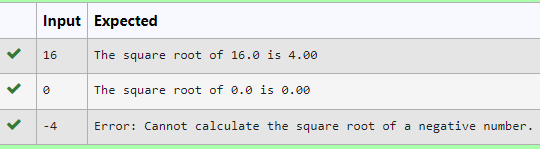 Input Expected
16 The square root of 16.0 is 4.00
0 The square root of 0.0 is 0.00
-4 Error: Cannot calculate the square root of a negative number.